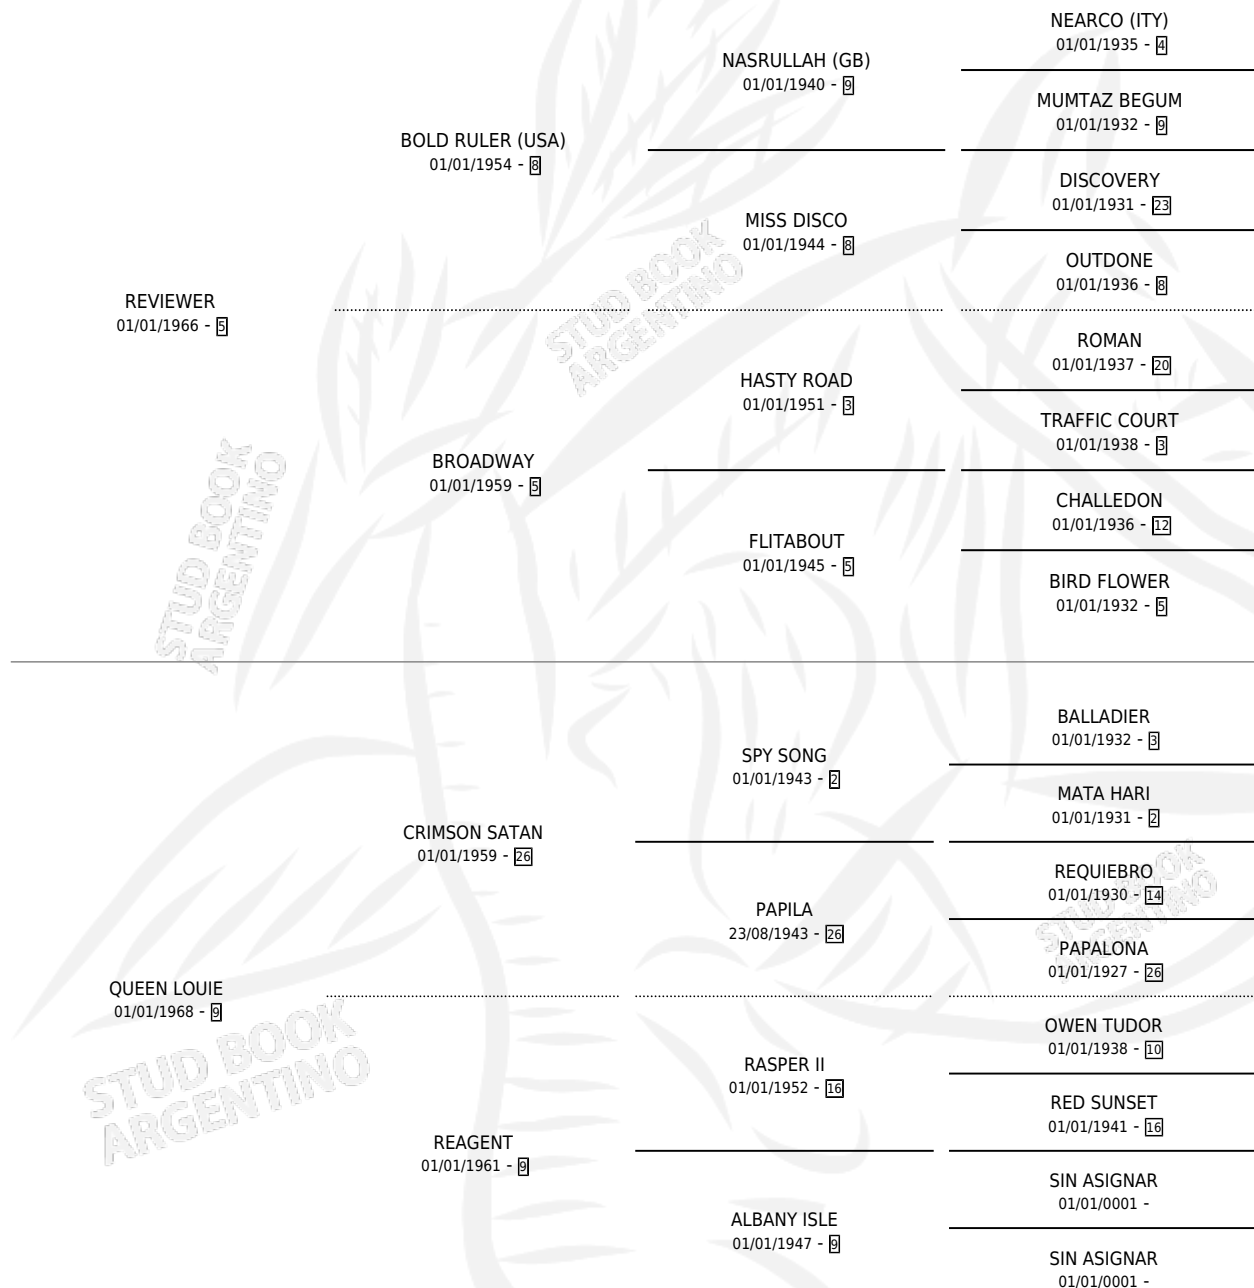 REVIEWER
01/01/1966 - 5
BOLD RULER (USA)
01/01/1954 - 8
BROADWAY
01/01/1959 - 5
NASRULLAH (GB)
01/01/1940 - 9
MISS DISCO
01/01/1944 - 8
HASTY ROAD
01/01/1951 - 3
FLITABOUT
01/01/1945 - 5
NEARCO (ITY)
01/01/1935 - 4
MUMTAZ BEGUM
01/01/1932 - 9
DISCOVERY
01/01/1931 - 23
OUTDONE
01/01/1936 - 8
ROMAN
01/01/1937 - 20
TRAFFIC COURT
01/01/1938 - 3
CHALLEDON
01/01/1936 - 12
BIRD FLOWER
01/01/1932 - 5
QUEEN LOUIE
01/01/1968 - 9
CRIMSON SATAN
01/01/1959 - 26
REAGENT
01/01/1961 - 9
SPY SONG
01/01/1943 - 2
PAPILA
23/08/1943 - 26
RASPER II
01/01/1952 - 16
ALBANY ISLE
01/01/1947 - 9
BALLADIER
01/01/1932 - 3
MATA HARI
01/01/1931 - 2
REQUIEBRO
01/01/1930 - 14
PAPALONA
01/01/1927 - 26
OWEN TUDOR
01/01/1938 - 10
RED SUNSET
01/01/1941 - 16
SIN ASIGNAR
01/01/0001 -
SIN ASIGNAR
01/01/0001 -
STUD BOOK
ARGENTINO
STUD BOOK
ARGENTINO
STUD BOOK
ARGENTINO
STUD BOOK
ARGENTINO